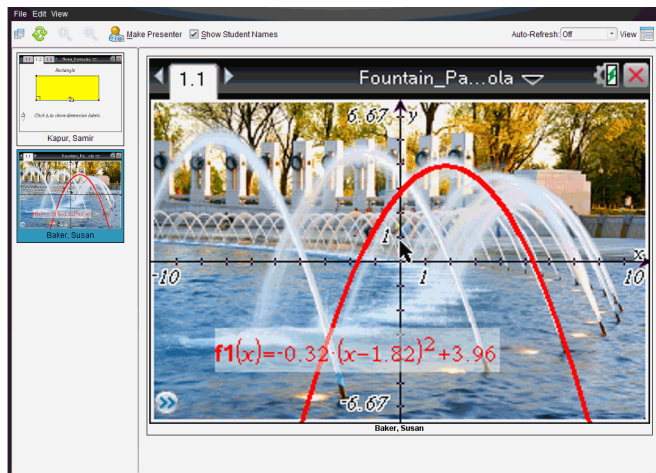 File Edit View
Make Presenter Show Student Names Auto-Refresh: Off View
Rectangle
Kapur, Samir
Baker, Susan
1.1 Fountain_Pa...ola
6.67 y
1
x
-10 1 10
f1(x)=-0.32·(x-1.82)²+3.96
-6.67
Baker, Susan